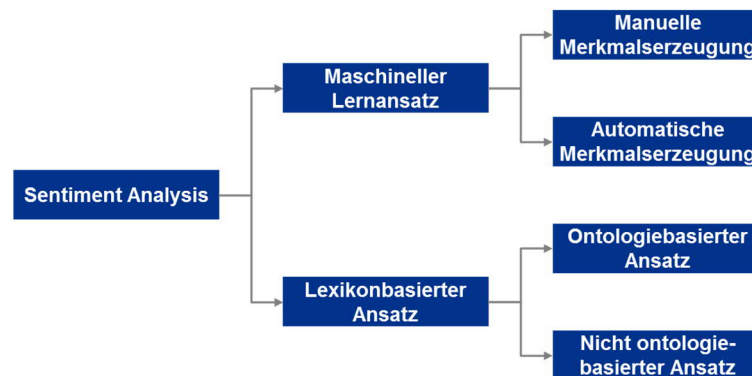 Manuelle
Merkmalserzeugung
Maschineller
Lernansatz
Automatische
Merkmalserzeugung
Sentiment Analysis
Ontologiebasierter
Ansatz
Lexikonbasierter
Ansatz
Nicht ontologie-
basierter Ansatz